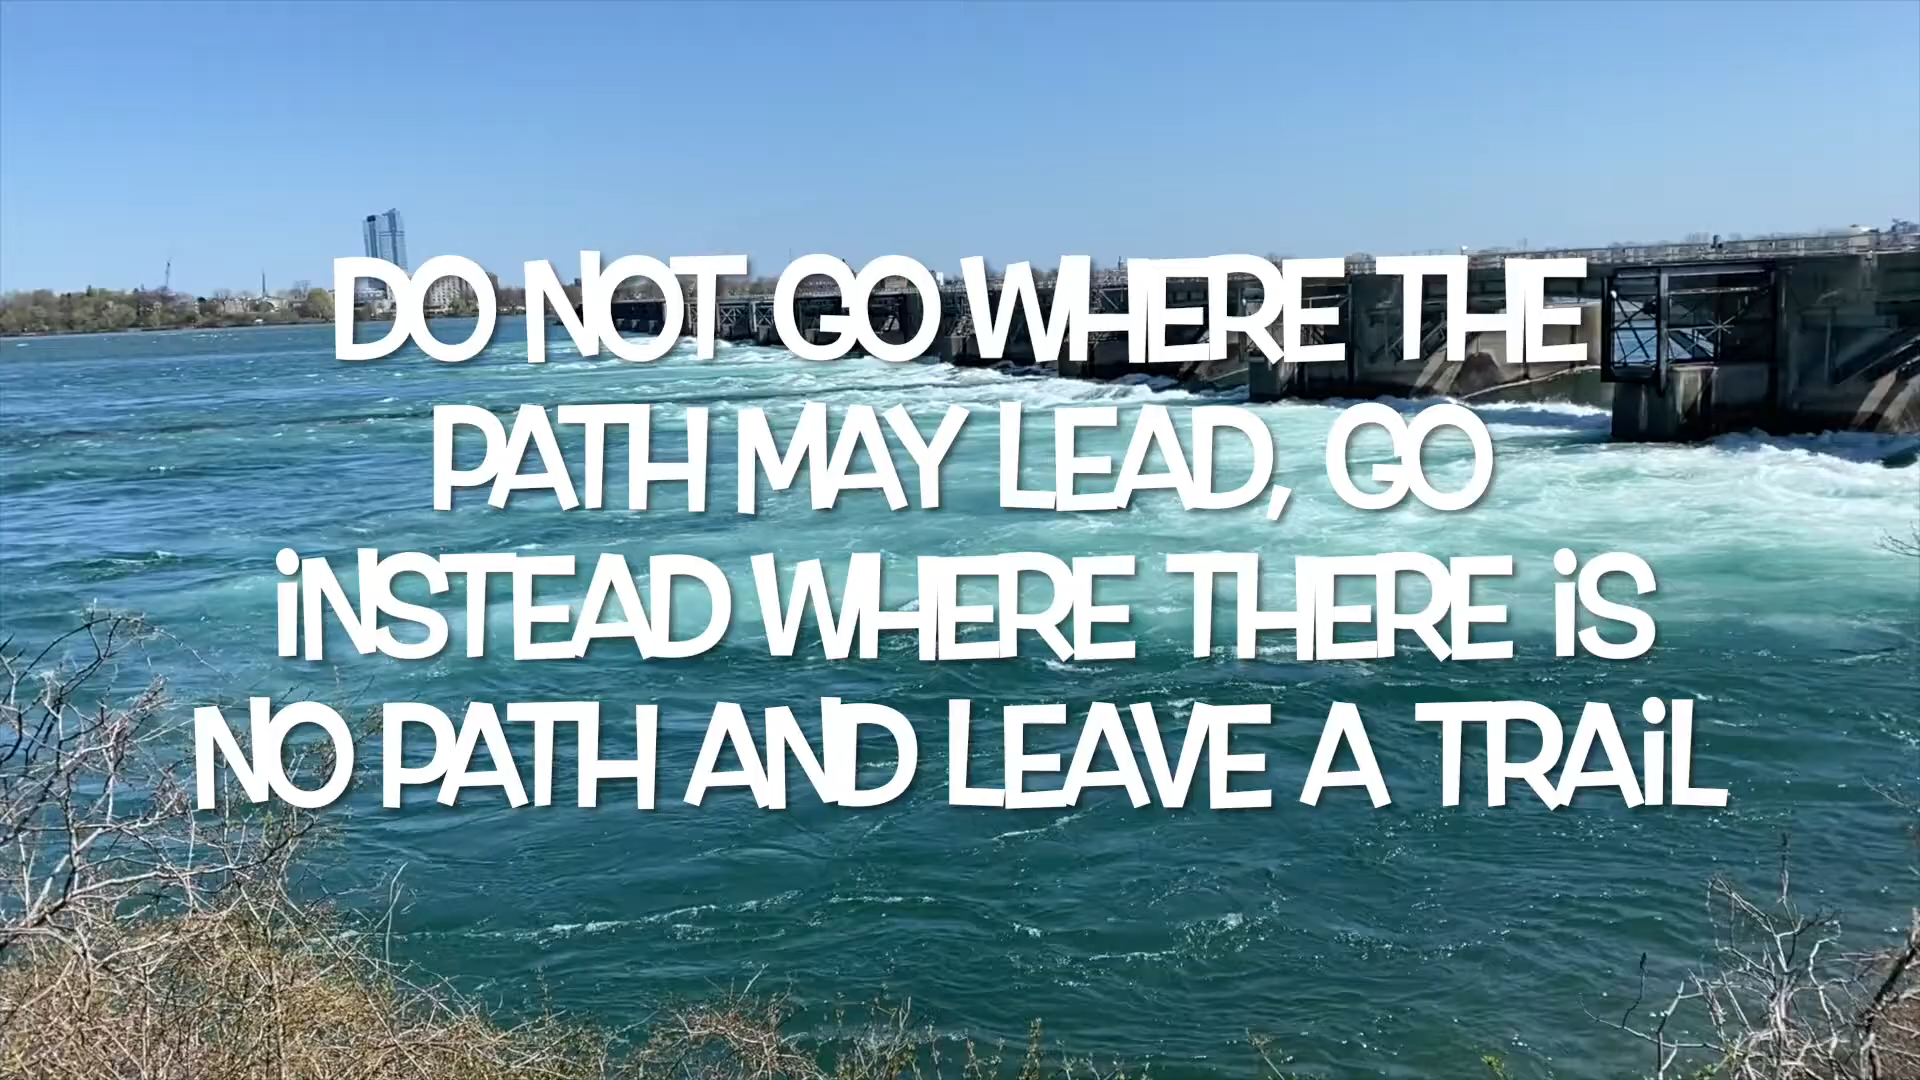 DO NOT GO WHERE THE
PATH MAY LEAD, GO
iNSTEAD WHERE THERE iS
NO PATH AND LEAVE A TRAiL